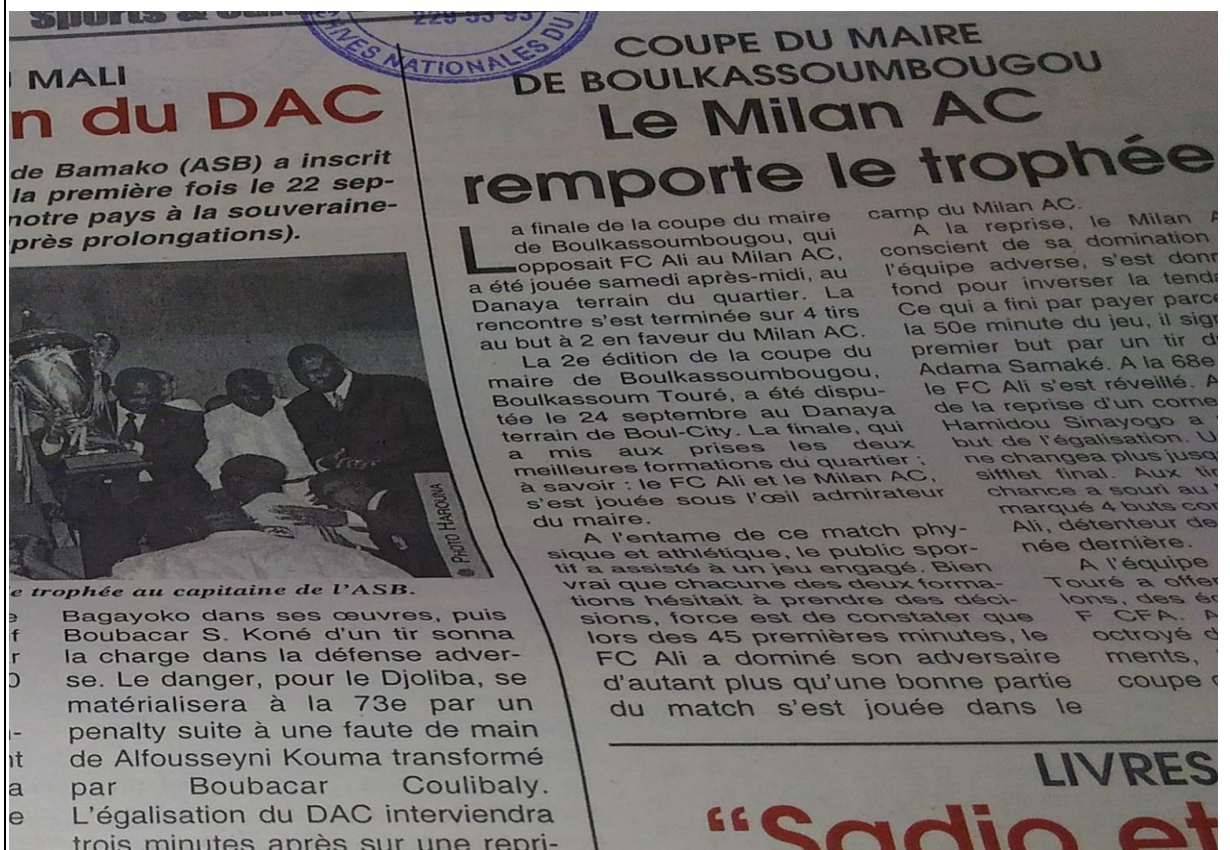 Sports &
229 55 93
VES NATIONALES DU
MALI
n du DAC
de Bamako (ASB) a inscrit
la première fois le 22 sep-
notre pays à la souveraine-
près prolongations).
PHOTO HAROUNA
e trophée au capitaine de l'ASB.
Bagayoko dans ses œuvres, puis
Boubacar S. Koné d'un tir sonna
la charge dans la défense adver-
se. Le danger, pour le Djoliba, se
matérialisera à la 73e par un
penalty suite à une faute de main
de Alfousseyni Kouma transformé
par Boubacar Coulibaly.
L'égalisation du DAC interviendra
trois minutes après sur une repri-
COUPE DU MAIRE
DE BOULKASSOUMBOUGOU
Le Milan AC
remporte le trophée
La finale de la coupe du maire
de Boulkassoumbougou, qui
opposait FC Ali au Milan AC,
a été jouée samedi après-midi, au
Danaya terrain du quartier. La
rencontre s'est terminée sur 4 tirs
au but à 2 en faveur du Milan AC.
La 2e édition de la coupe du
maire de Boulkassoumbougou,
Boulkassoum Touré, a été dispu-
tée le 24 septembre au Danaya
terrain de Boul-City. La finale, qui
a mis aux prises les deux
meilleures formations du quartier ;
à savoir : le FC Ali et le Milan AC,
s'est jouée sous l'œil admirateur
du maire.
A l'entame de ce match phy-
sique et athlétique, le public spor-
tif a assisté à un jeu engagé. Bien
vrai que chacune des deux forma-
tions hésitait à prendre des déci-
sions, force est de constater que
lors des 45 premières minutes, le
FC Ali a dominé son adversaire
d'autant plus qu'une bonne partie
du match s'est jouée dans le
camp du Milan AC.
A la reprise, le Milan A
conscient de sa domination
l'équipe adverse, s'est donn
fond pour inverser la tenda
Ce qui a fini par payer parce
la 50e minute du jeu, il sign
premier but par un tir d
Adama Samaké. A la 68e
le FC Ali s'est réveillé. A
de la reprise d'un corne
Hamidou Sinayogo a
but de l'égalisation. U
ne changea plus jusq
sifflet final. Aux tir
chance a souri au
marqué 4 buts con
Ali, détenteur de
née dernière.
A l'équipe
Touré a offer
lons, des éq
F CFA. A
octroyé d
ments,
coupe d
LIVRES
“Sadio et